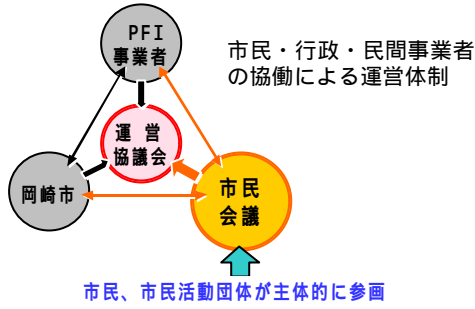 PFI
事業者
市民・行政・民間事業者
の協働による運営体制
運 営
協議会
岡崎市
市民
会議
市民、市民活動団体が主体的に参画